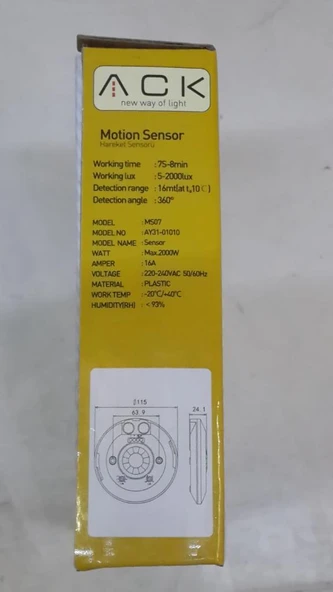 ACK
new way of light
Motion Sensor
Hareket Sensörü
Working time : 7S-8min
Working lux : 5-2000lux
Detection range : 16mt(at t,10℃)
Detection angle : 360°
MODEL : MS07
MODEL NO : AY31-01010
MODEL NAME : Sensor
WATT : Max.2000W
AMPER : 16A
VOLTAGE : 220-240VAC 50/60Hz
MATERIAL : PLASTIC
WORK TEMP : -20℃/+40℃
HUMIDITY(RH) : < 93%
115
63.9
24.1